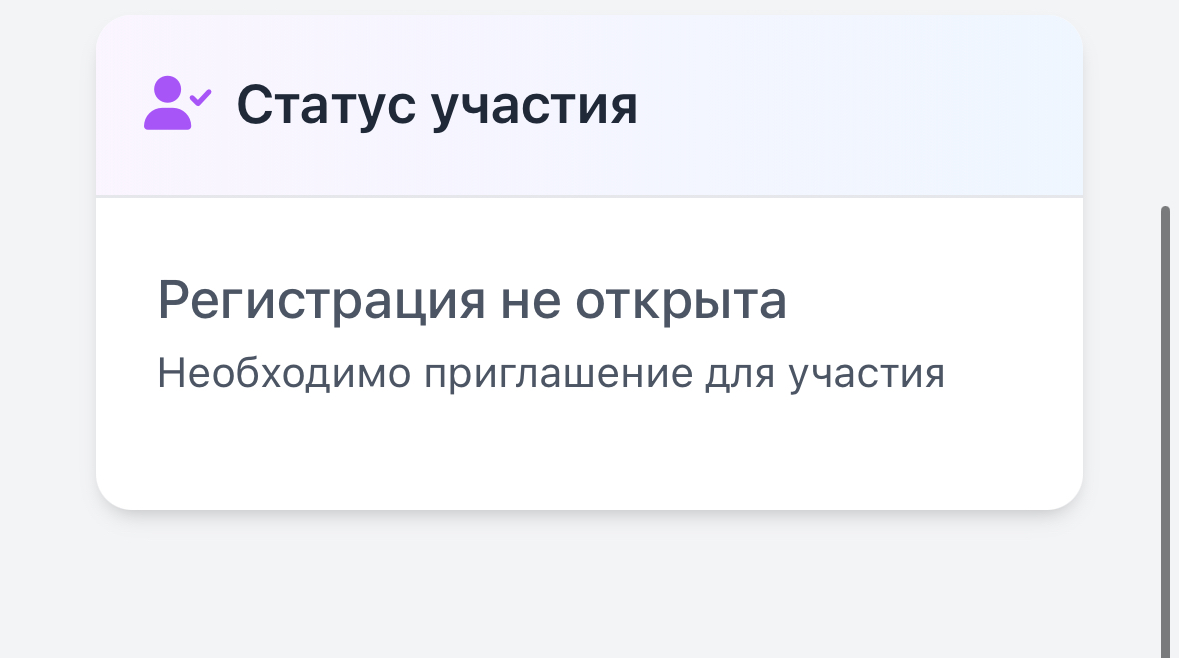 Статус участия
Регистрация не открыта
Необходимо приглашение для участия